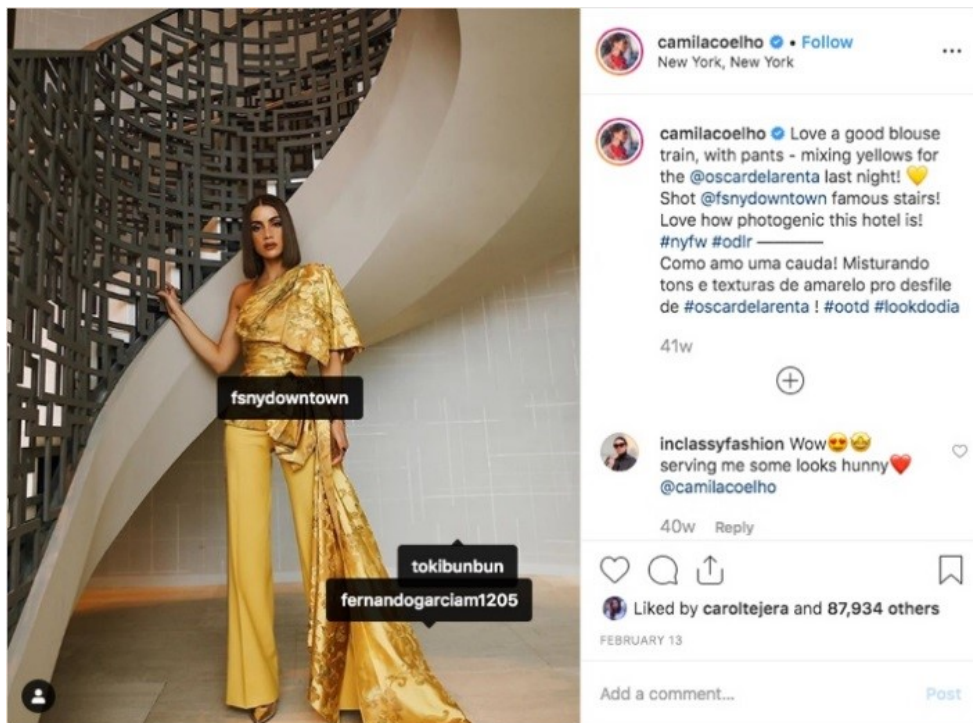 camilacoelho • Follow
New York, New York
camilacoelho Love a good blouse
train, with pants - mixing yellows for
the @oscardelarenta last night! 💛
Shot @fsnydowntown famous stairs!
Love how photogenic this hotel is!
#nyfw #odlr ————
Como amo uma cauda! Misturando
tons e texturas de amarelo pro desfile
de #oscardelarenta ! #ootd #lookdodia
41w
inclassyfashion Wow😍🤩
serving me some looks hunny❤️
@camilacoelho
40w Reply
Liked by caroltejera and 87,934 others
FEBRUARY 13
Add a comment... Post
fsnydowntown
tokibunbun
fernandogarciam1205